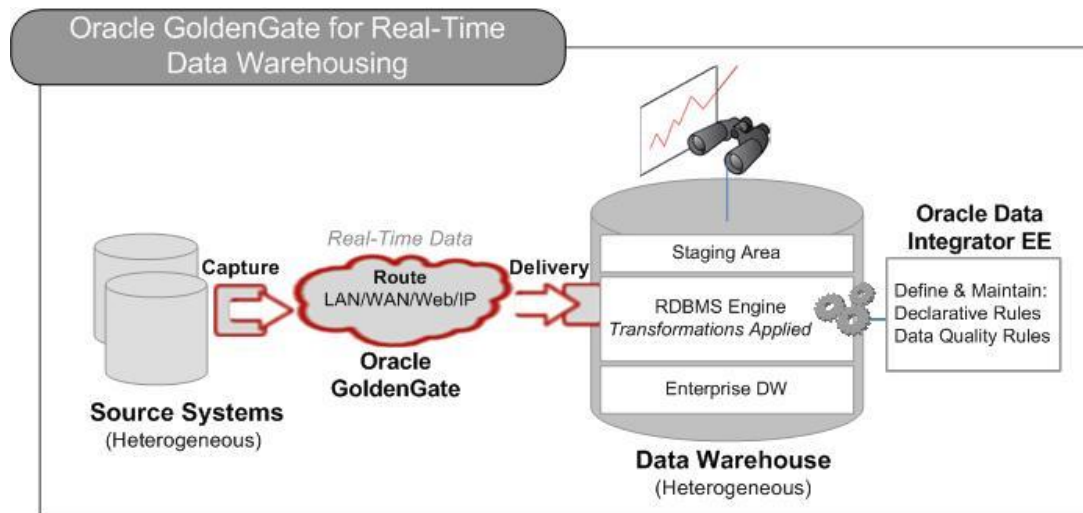 Oracle GoldenGate for Real-Time
Data Warehousing
Real-Time Data
Capture
Route
LAN/WAN/Web/IP
Delivery
Oracle
GoldenGate
Source Systems
(Heterogeneous)
Staging Area
RDBMS Engine
Transformations Applied
Enterprise DW
Data Warehouse
(Heterogeneous)
Oracle Data
Integrator EE
Define & Maintain:
Declarative Rules
Data Quality Rules